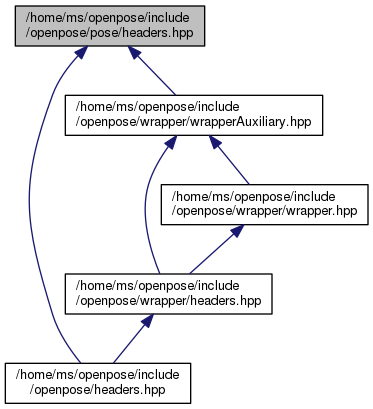 /home/ms/openpose/include
/openpose/pose/headers.hpp
/home/ms/openpose/include
/openpose/wrapper/wrapperAuxiliary.hpp
/home/ms/openpose/include
/openpose/wrapper/wrapper.hpp
/home/ms/openpose/include
/openpose/wrapper/headers.hpp
/home/ms/openpose/include
/openpose/headers.hpp